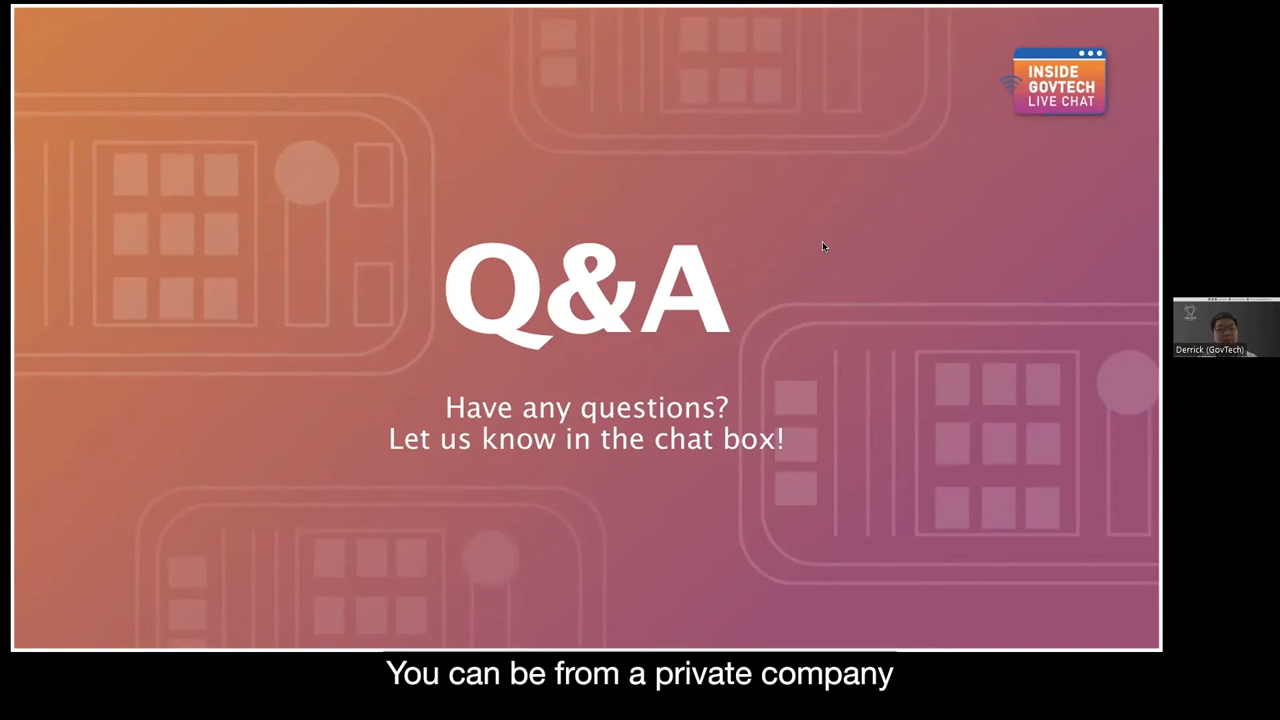 INSIDE
GOVTECH
LIVE CHAT
Q&A
Have any questions?
Let us know in the chat box!
Derrick (GovTech)
You can be from a private company